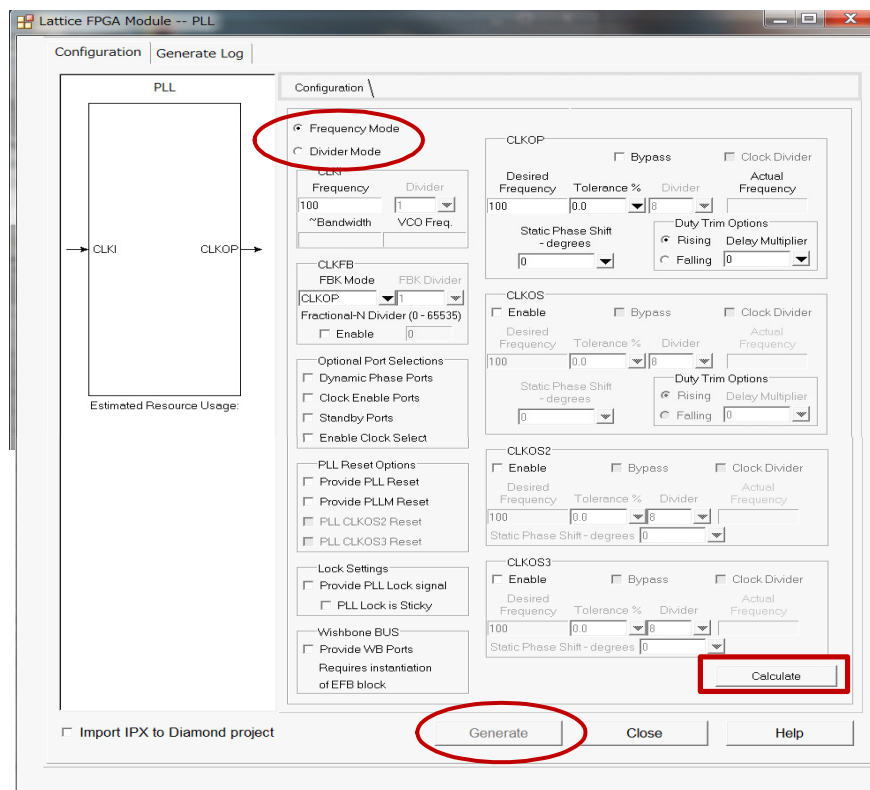 Lattice FPGA Module -- PLL
Configuration
Generate Log
PLL
CLKI
CLKOP
Estimated Resource Usage:
Configuration
Frequency Mode
Divider Mode
CLKI
Frequency
Divider
100
1
~Bandwidth
VCO Freq.
CLKFB
FBK Mode
FBK Divider
CLKOP
1
Fractional-N Divider (0 - 65535)
Enable
0
Optional Port Selections
Dynamic Phase Ports
Clock Enable Ports
Standby Ports
Enable Clock Select
PLL Reset Options
Provide PLL Reset
Provide PLLM Reset
PLL CLKOS2 Reset
PLL CLKOS3 Reset
Lock Settings
Provide PLL Lock signal
PLL Lock is Sticky
Wishbone BUS
Provide WB Ports
Requires instantiation
of EFB block
CLKOP
Bypass
Clock Divider
Desired
Frequency
Tolerance %
Divider
Actual
Frequency
100
0.0
8
Static Phase Shift
- degrees
0
Duty Trim Options
Rising
Delay Multiplier
Falling
0
CLKOS
Enable
Bypass
Clock Divider
Desired
Frequency
Tolerance %
Divider
Actual
Frequency
100
0.0
8
Static Phase Shift
- degrees
0
Duty Trim Options
Rising
Delay Multiplier
Falling
0
CLKOS2
Enable
Bypass
Clock Divider
Desired
Frequency
Tolerance %
Divider
Actual
Frequency
100
0.0
8
Static Phase Shift - degrees
0
CLKOS3
Enable
Bypass
Clock Divider
Desired
Frequency
Tolerance %
Divider
Actual
Frequency
100
0.0
8
Static Phase Shift - degrees
0
Calculate
Import IPX to Diamond project
Generate
Close
Help